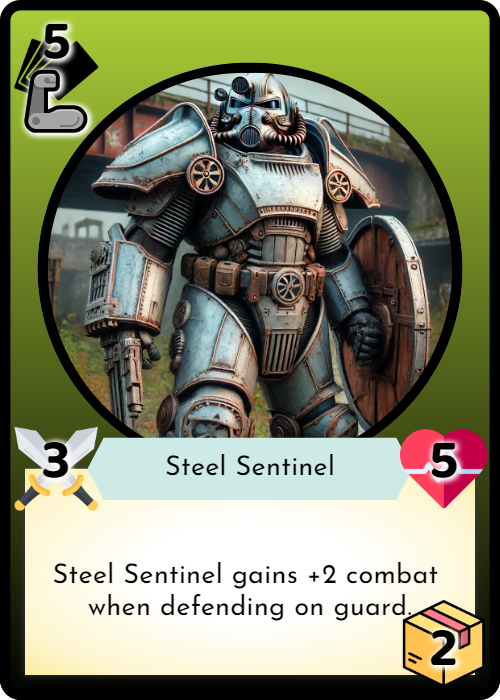 5
3
Steel Sentinel
5
Steel Sentinel gains +2 combat
when defending on guard.
2